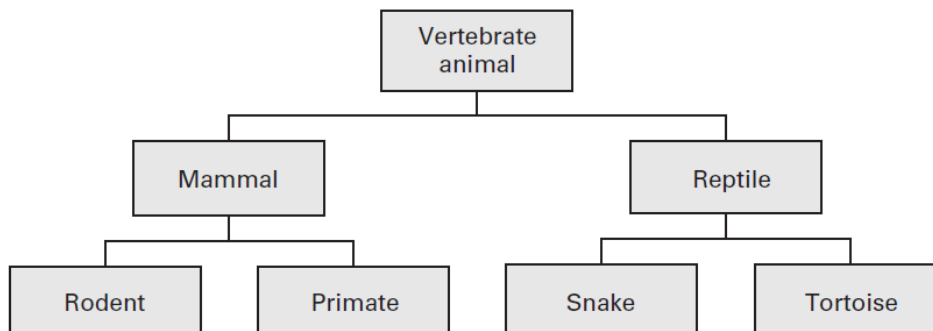 Vertebrate
animal
Mammal
Reptile
Rodent
Primate
Snake
Tortoise